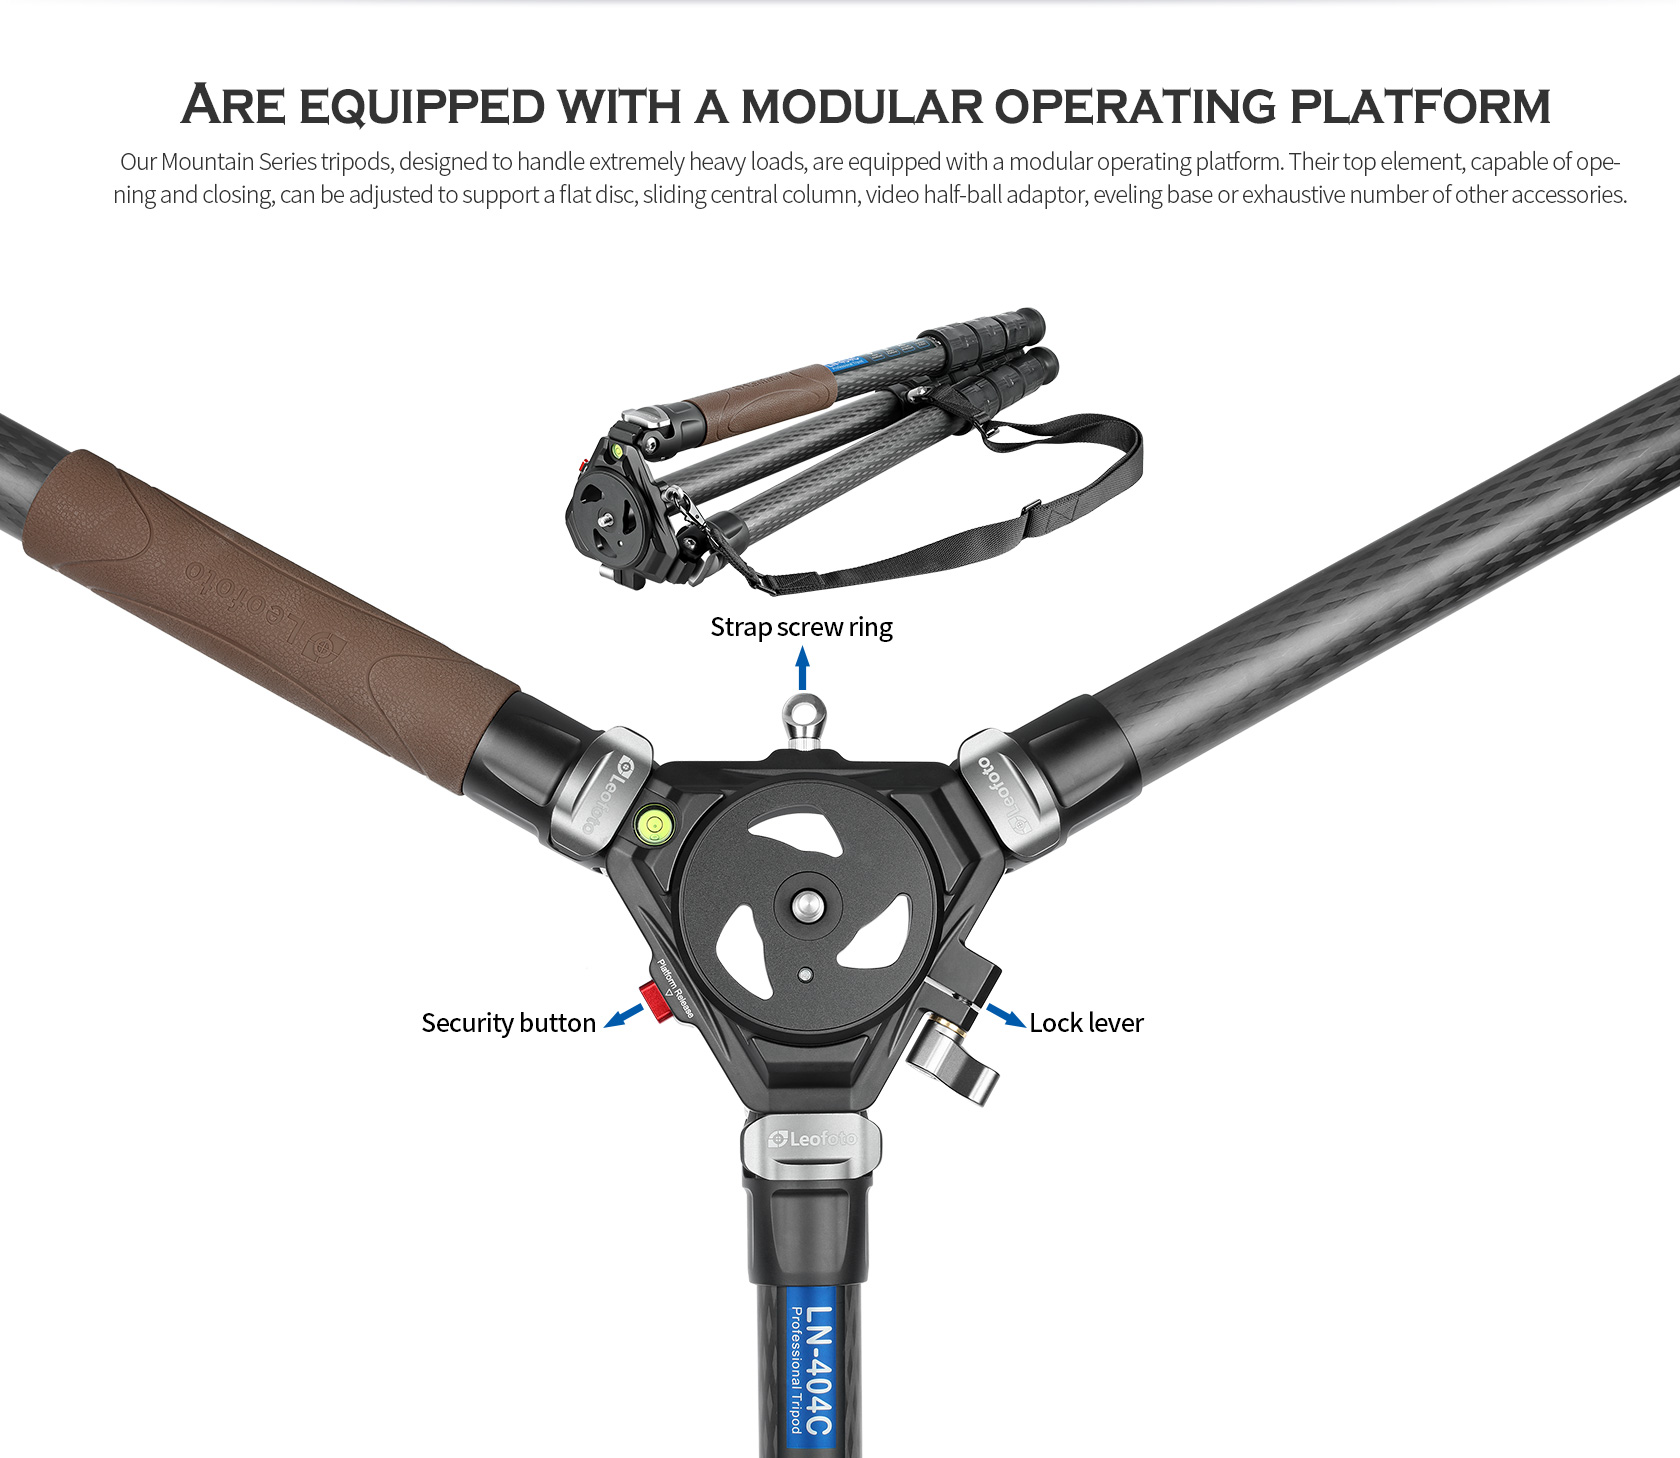 ARE EQUIPPED WITH A MODULAR OPERATING PLATFORM
Our Mountain Series tripods, designed to handle extremely heavy loads, are equipped with a modular operating platform. Their top element, capable of ope-
ning and closing, can be adjusted to support a flat disc, sliding central column, video half-ball adaptor, eveling base or exhaustive number of other accessories.
Strap screw ring
Leofoto
Leofoto
Leofoto
Platform Release
Security button
Lock lever
Leofoto
LN-404C
Professional Tripod